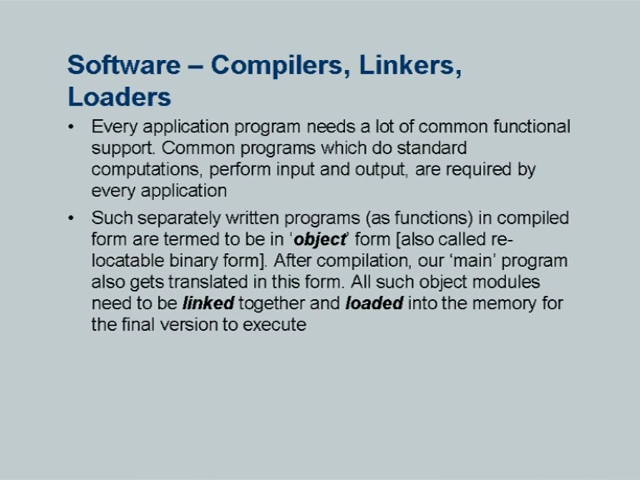 Software – Compilers, Linkers,
Loaders
• Every application program needs a lot of common functional
support. Common programs which do standard
computations, perform input and output, are required by
every application
• Such separately written programs (as functions) in compiled
form are termed to be in ‘object’ form [also called re-
locatable binary form]. After compilation, our ‘main’ program
also gets translated in this form. All such object modules
need to be linked together and loaded into the memory for
the final version to execute